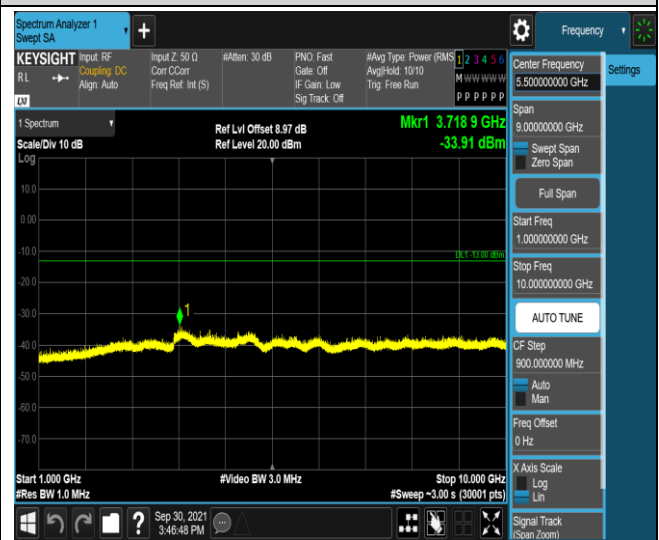 Spectrum Analyzer 1
Swept SA
+
Frequency
KEYSIGHT
RL
LXI
Input: RF
Coupling: DC
Align: Auto
Input Z: 50 Ω
Corr CCorr
Freq Ref: Int (S)
#Atten: 30 dB
PNO: Fast
Gate: Off
IF Gain: Low
Sig Track: Off
#Avg Type: Power (RMS
Avg|Hold: 10/10
Trig: Free Run
1 2 3 4 5 6
M W W W W W
P P P P P P
Center Frequency
5.500000000 GHz
Settings
Span
9.00000000 GHz
Swept Span
Zero Span
Full Span
Start Freq
1.000000000 GHz
Stop Freq
10.000000000 GHz
AUTO TUNE
CF Step
900.000000 MHz
Auto
Man
Freq Offset
0 Hz
X Axis Scale
Log
Lin
Signal Track
(Span Zoom)
1 Spectrum
Scale/Div 10 dB
Ref Lvl Offset 8.97 dB
Ref Level 20.00 dBm
Mkr1 3.718 9 GHz
-33.91 dBm
Log
10.0
0.00
-10.0
DL1 -13.00 dBm
-20.0
-30.0
1
-40.0
-50.0
-60.0
-70.0
Start 1.000 GHz
#Video BW 3.0 MHz
Stop 10.000 GHz
#Res BW 1.0 MHz
#Sweep ~3.00 s (30001 pts)
?
Sep 30, 2021
3:46:48 PM